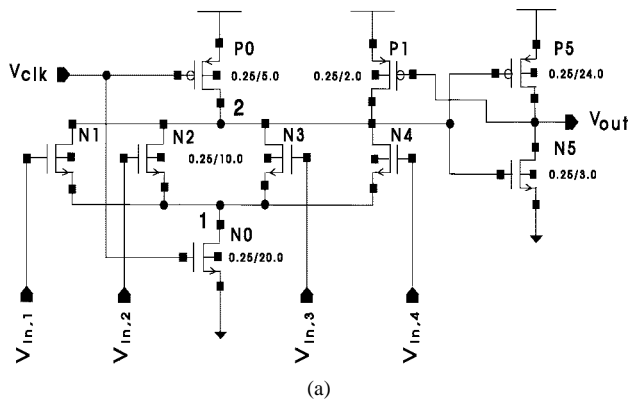 P0
P1
P5
Vclk
0.25/5.0
0.25/2.0
0.25/24.0
2
Vout
N1
N2
N3
N4
N5
0.25/10.0
0.25/3.0
1
N0
0.25/20.0
Vin,1
Vin,2
Vin,3
Vin,4
(a)